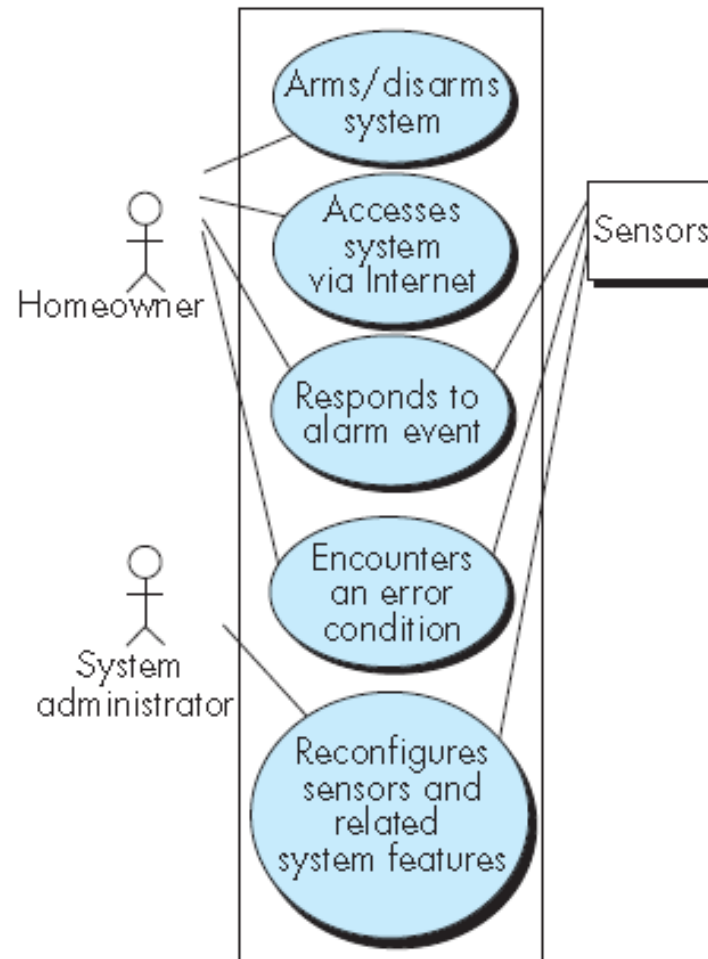 Arms/disarms
system
Accesses
system
via Internet
Sensors
Homeowner
Responds to
alarm event
Encounters
an error
condition
System
administrator
Reconfigures
sensors and
related
system features